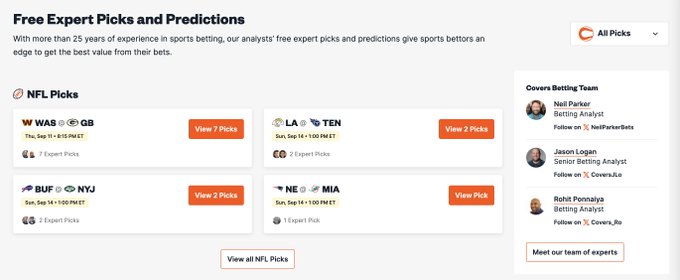 Free Expert Picks and Predictions
With more than 25 years of experience in sports betting, our analysts' free expert picks and predictions give sports bettors an
edge to get the best value from their bets.
All Picks
NFL Picks
WAS @ GB
Thu, Sep 11 • 8:15 PM ET
View 7 Picks
7 Expert Picks
LA @ TEN
Sun, Sep 14 • 1:00 PM ET
View 2 Picks
2 Expert Picks
BUF @ NYJ
Sun, Sep 14 • 1:00 PM ET
View 2 Picks
2 Expert Picks
NE @ MIA
Sun, Sep 14 • 1:00 PM ET
View Pick
1 Expert Pick
View all NFL Picks
Covers Betting Team
Neil Parker
Betting Analyst
Follow on X NeilParkerBets
Jason Logan
Senior Betting Analyst
Follow on X CoversJLo
Rohit Ponnaiya
Betting Analyst
Follow on X Covers_Ro
Meet our team of experts